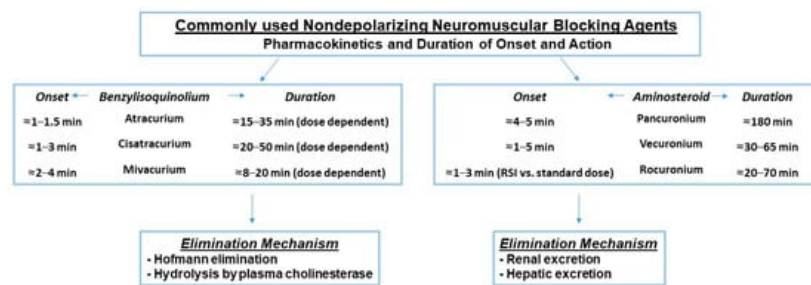 Commonly used Nondepolarizing Neuromuscular Blocking Agents
Pharmacokinetics and Duration of Onset and Action
Onset Benzylisoquinolium Duration
≈1–1.5 min Atracurium ≈15–35 min (dose dependent)
≈1–3 min Cisatracurium ≈20–50 min (dose dependent)
≈2–4 min Mivacurium ≈8–20 min (dose dependent)
Onset Aminosteroid Duration
≈4–5 min Pancuronium ≈180 min
≈1–5 min Vecuronium ≈30–65 min
≈1–3 min (RSI vs. standard dose) Rocuronium ≈20–70 min
Elimination Mechanism
- Hofmann elimination
- Hydrolysis by plasma cholinesterase
Elimination Mechanism
- Renal excretion
- Hepatic excretion